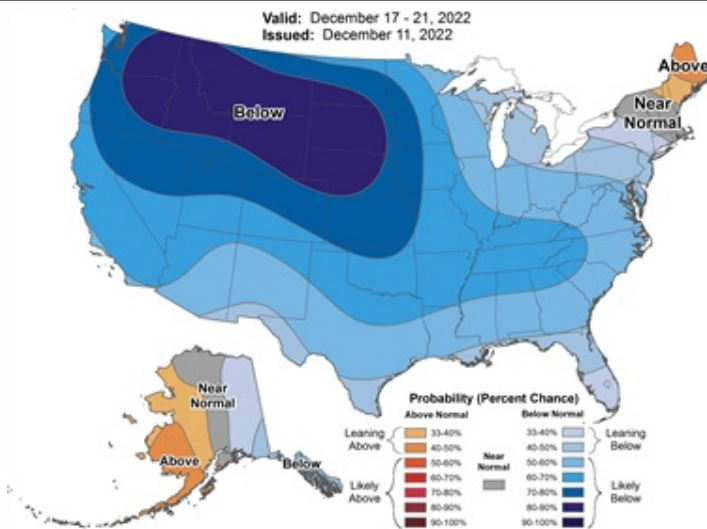 Valid: December 17 - 21, 2022
Issued: December 11, 2022
Above
Near
Normal
Below
Near
Normal
Above
Below
Probability (Percent Chance)
Above Normal
Below Normal
Leaning
Above
33-40%
40-50%
Likely
Above
50-60%
60-70%
70-80%
80-90%
90-100%
Near
Normal
33-40%
40-50%
Leaning
Below
50-60%
60-70%
70-80%
80-90%
90-100%
Likely
Below